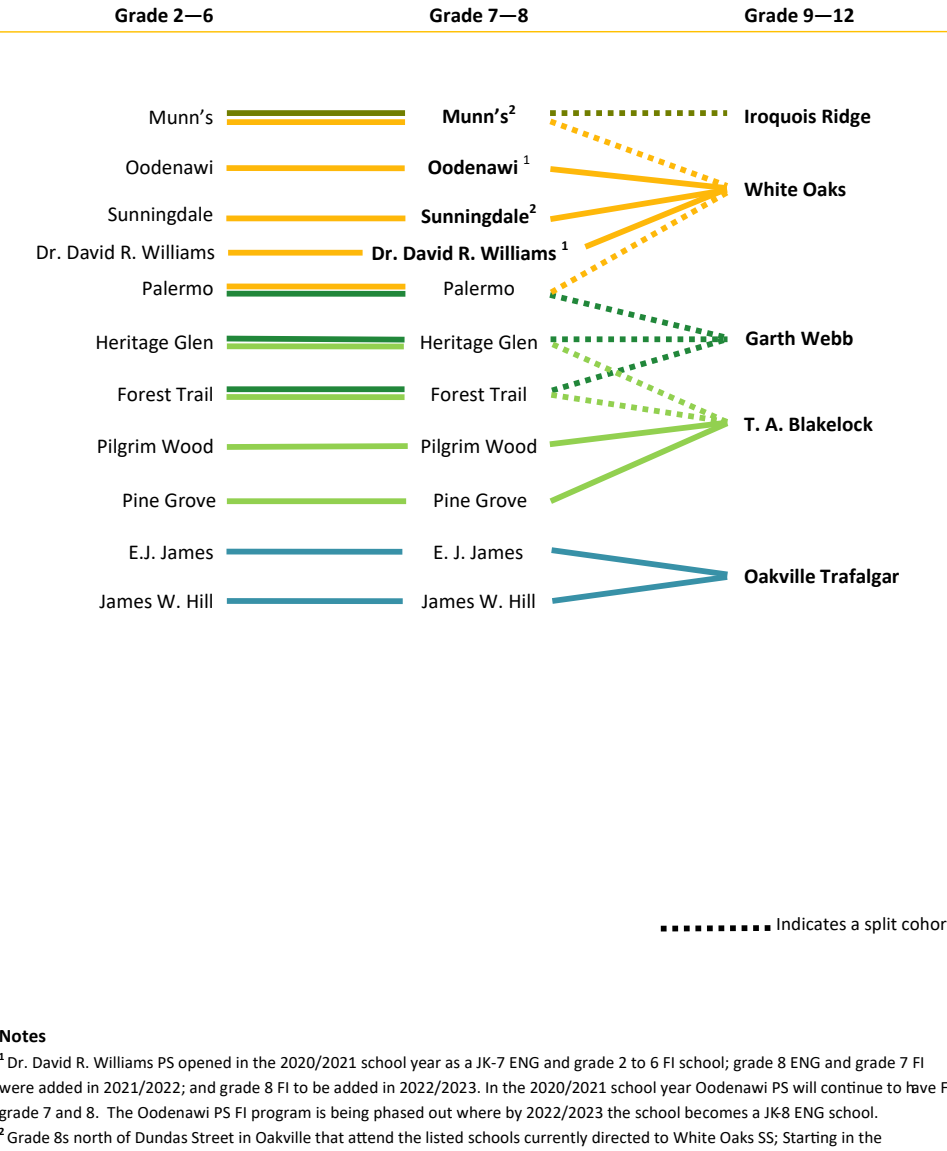 Grade 2—6 Grade 7—8 Grade 9—12
Munn's Munn's² Iroquois Ridge
Oodenawi Oodenawi ¹ White Oaks
Sunningdale Sunningdale²
Dr. David R. Williams Dr. David R. Williams ¹
Palermo Palermo
Heritage Glen Heritage Glen Garth Webb
Forest Trail Forest Trail T. A. Blakelock
Pilgrim Wood Pilgrim Wood
Pine Grove Pine Grove
E.J. James E. J. James Oakville Trafalgar
James W. Hill James W. Hill
Indicates a split cohor
Notes
¹ Dr. David R. Williams PS opened in the 2020/2021 school year as a JK-7 ENG and grade 2 to 6 FI school; grade 8 ENG and grade 7 FI
were added in 2021/2022; and grade 8 FI to be added in 2022/2023. In the 2020/2021 school year Oodenawi PS will continue to have F
grade 7 and 8. The Oodenawi PS FI program is being phased out where by 2022/2023 the school becomes a JK-8 ENG school.
² Grade 8s north of Dundas Street in Oakville that attend the listed schools currently directed to White Oaks SS; Starting in the